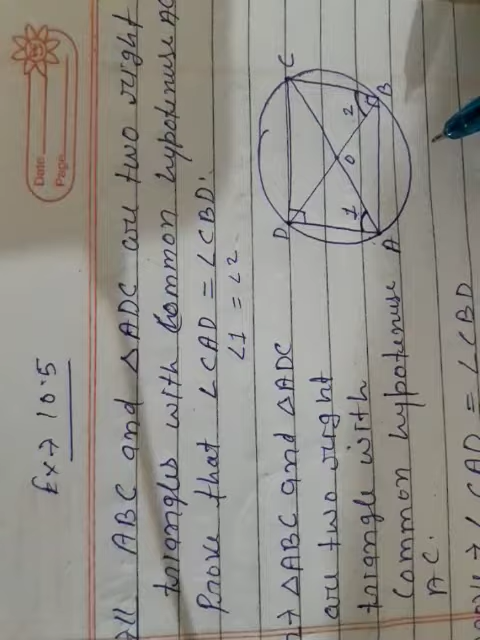 Date
Page
Ex → 10.5
11 ABC and △ADC are two right
triangles with common hypotenuse AC
Prove that ∠CAD = ∠CBD.
∠1 = ∠2
→ △ABC and △ADC
are two right
triangle with
Common hypotenuse
AC.
→ ∠CAD = ∠CBD
C
B
2
O
D
1
A